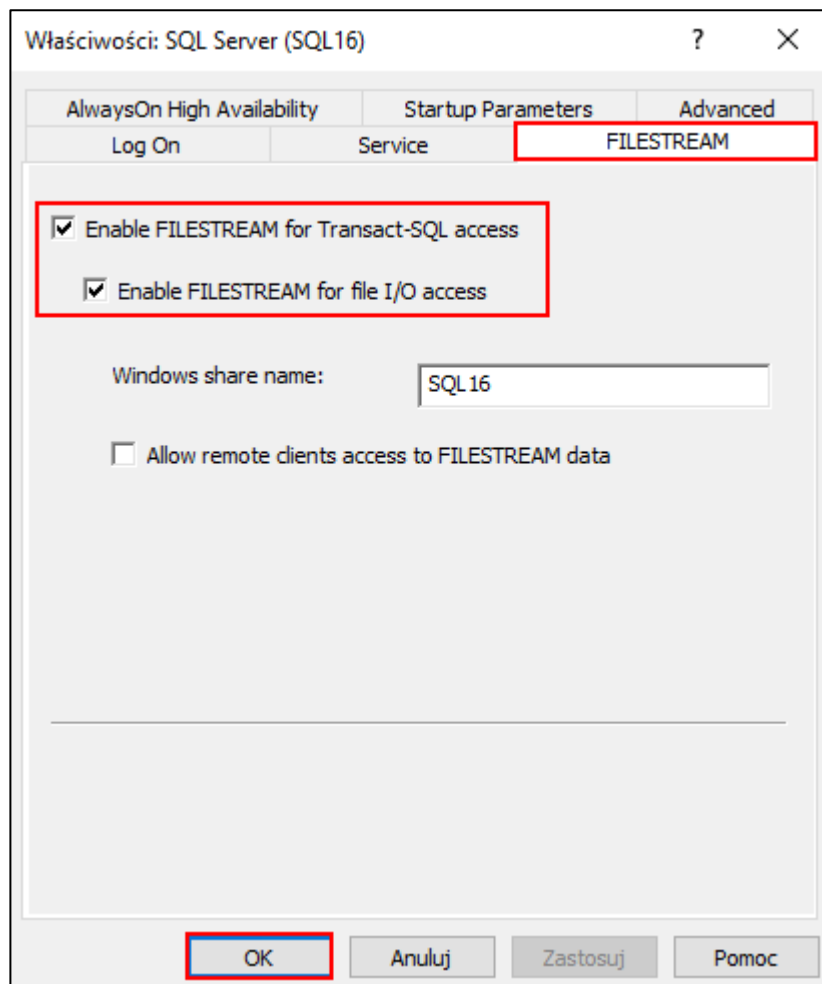 Właściwości: SQL Server (SQL16)
? ×
AlwaysOn High Availability Startup Parameters Advanced
Log On Service FILESTREAM
Enable FILESTREAM for Transact-SQL access
Enable FILESTREAM for file I/O access
Windows share name: SQL16
Allow remote clients access to FILESTREAM data
OK Anuluj Zastosuj Pomoc